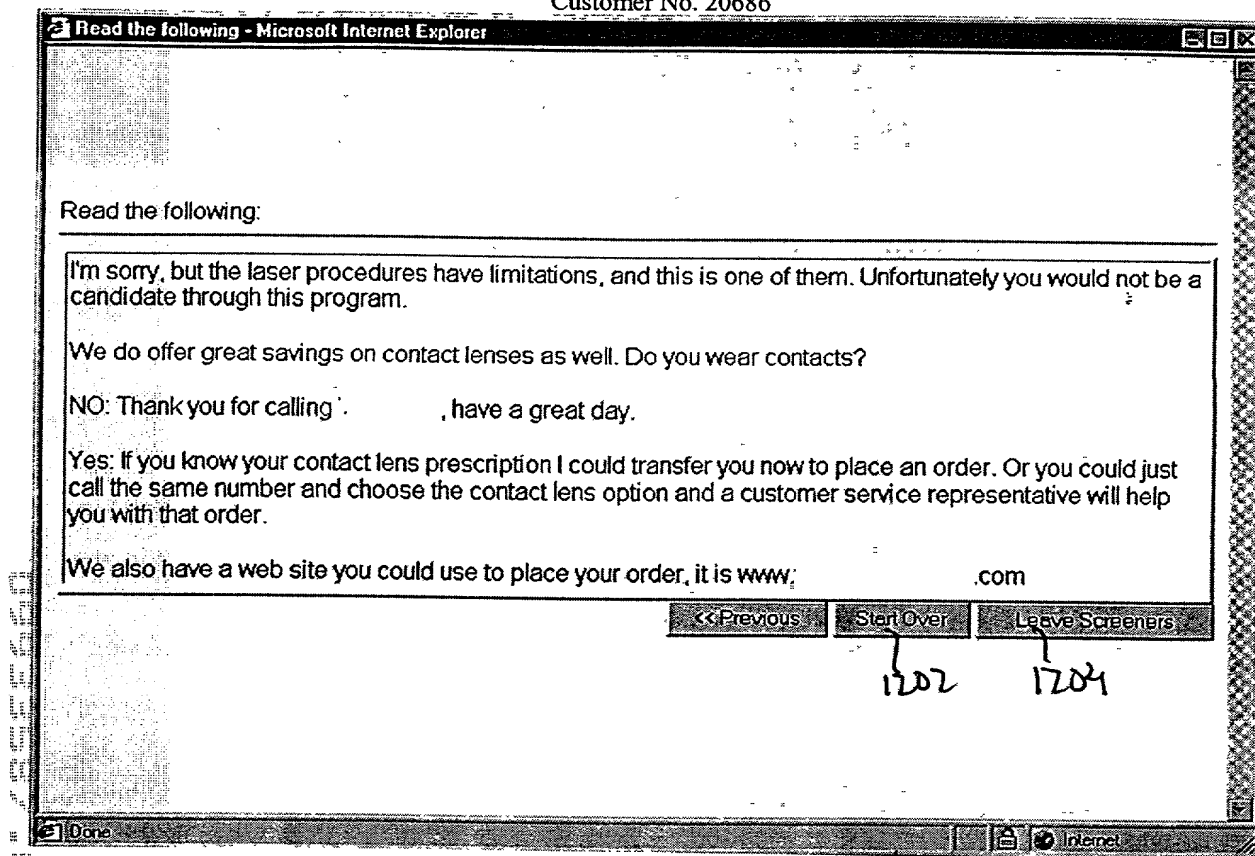 Customer No. 20686
Read the following - Microsoft Internet Explorer
Read the following:
I'm sorry, but the laser procedures have limitations, and this is one of them. Unfortunately you would not be a
candidate through this program.
We do offer great savings on contact lenses as well. Do you wear contacts?
NO: Thank you for calling , have a great day.
Yes: If you know your contact lens prescription I could transfer you now to place an order. Or you could just
call the same number and choose the contact lens option and a customer service representative will help
you with that order.
We also have a web site you could use to place your order, it is www. .com
<<Previous Start Over Leave Screeners
1202 1204
Done Internet